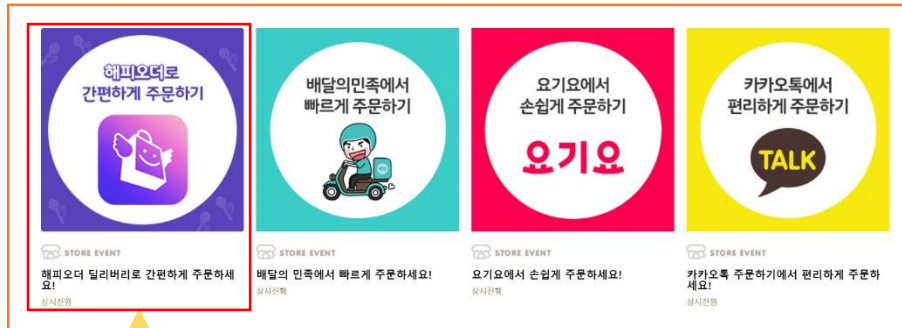 해피오더로
간편하게 주문하기
STORE EVENT
해피오더 딜리버리로 간편하게 주문하세
요!
상시진행
배달의민족에서
빠르게 주문하기
STORE EVENT
배달의 민족에서 빠르게 주문하세요!
상시진행
요기요에서
손쉽게 주문하기
요기요
STORE EVENT
요기요에서 손쉽게 주문하세요!
상시진행
카카오톡에서
편리하게 주문하기
TALK
STORE EVENT
카카오톡 주문하기에서 편리하게 주문하
세요!
상시진행